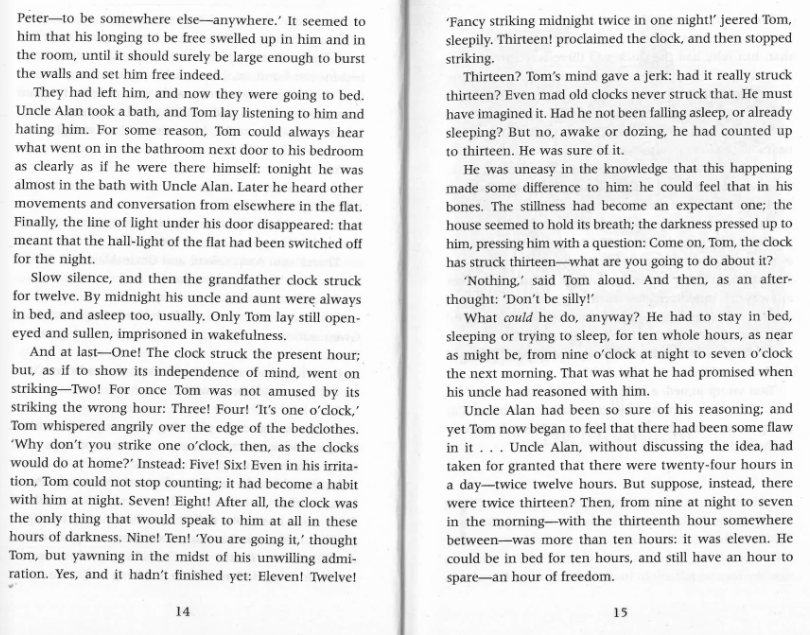 Peter—to be somewhere else—anywhere.’ It seemed to
him that his longing to be free swelled up in him and in
the room, until it should surely be large enough to burst
the walls and set him free indeed.
They had left him, and now they were going to bed.
Uncle Alan took a bath, and Tom lay listening to him and
hating him. For some reason, Tom could always hear
what went on in the bathroom next door to his bedroom
as clearly as if he were there himself: tonight he was
almost in the bath with Uncle Alan. Later he heard other
movements and conversation from elsewhere in the flat.
Finally, the line of light under his door disappeared: that
meant that the hall-light of the flat had been switched off
for the night.
Slow silence, and then the grandfather clock struck
for twelve. By midnight his uncle and aunt were always
in bed, and asleep too, usually. Only Tom lay still open-
eyed and sullen, imprisoned in wakefulness.
And at last—One! The clock struck the present hour;
but, as if to show its independence of mind, went on
striking—Two! For once Tom was not amused by its
striking the wrong hour: Three! Four! ‘It’s one o’clock,’
Tom whispered angrily over the edge of the bedclothes.
‘Why don’t you strike one o’clock, then, as the clocks
would do at home?’ Instead: Five! Six! Even in his irrita-
tion, Tom could not stop counting; it had become a habit
with him at night. Seven! Eight! After all, the clock was
the only thing that would speak to him at all in these
hours of darkness. Nine! Ten! ‘You are going it,’ thought
Tom, but yawning in the midst of his unwilling admi-
ration. Yes, and it hadn’t finished yet: Eleven! Twelve!
14
‘Fancy striking midnight twice in one night!’ jeered Tom,
sleepily. Thirteen! proclaimed the clock, and then stopped
striking.
Thirteen? Tom’s mind gave a jerk: had it really struck
thirteen? Even mad old clocks never struck that. He must
have imagined it. Had he not been falling asleep, or already
sleeping? But no, awake or dozing, he had counted up
to thirteen. He was sure of it.
He was uneasy in the knowledge that this happening
made some difference to him: he could feel that in his
bones. The stillness had become an expectant one; the
house seemed to hold its breath; the darkness pressed up to
him, pressing him with a question: Come on, Tom, the clock
has struck thirteen—what are you going to do about it?
‘Nothing,’ said Tom aloud. And then, as an after-
thought: ‘Don’t be silly!’
What could he do, anyway? He had to stay in bed,
sleeping or trying to sleep, for ten whole hours, as near
as might be, from nine o’clock at night to seven o’clock
the next morning. That was what he had promised when
his uncle had reasoned with him.
Uncle Alan had been so sure of his reasoning; and
yet Tom now began to feel that there had been some flaw
in it . . . Uncle Alan, without discussing the idea, had
taken for granted that there were twenty-four hours in
a day—twice twelve hours. But suppose, instead, there
were twice thirteen? Then, from nine at night to seven
in the morning—with the thirteenth hour somewhere
between—was more than ten hours: it was eleven. He
could be in bed for ten hours, and still have an hour to
spare—an hour of freedom.
15